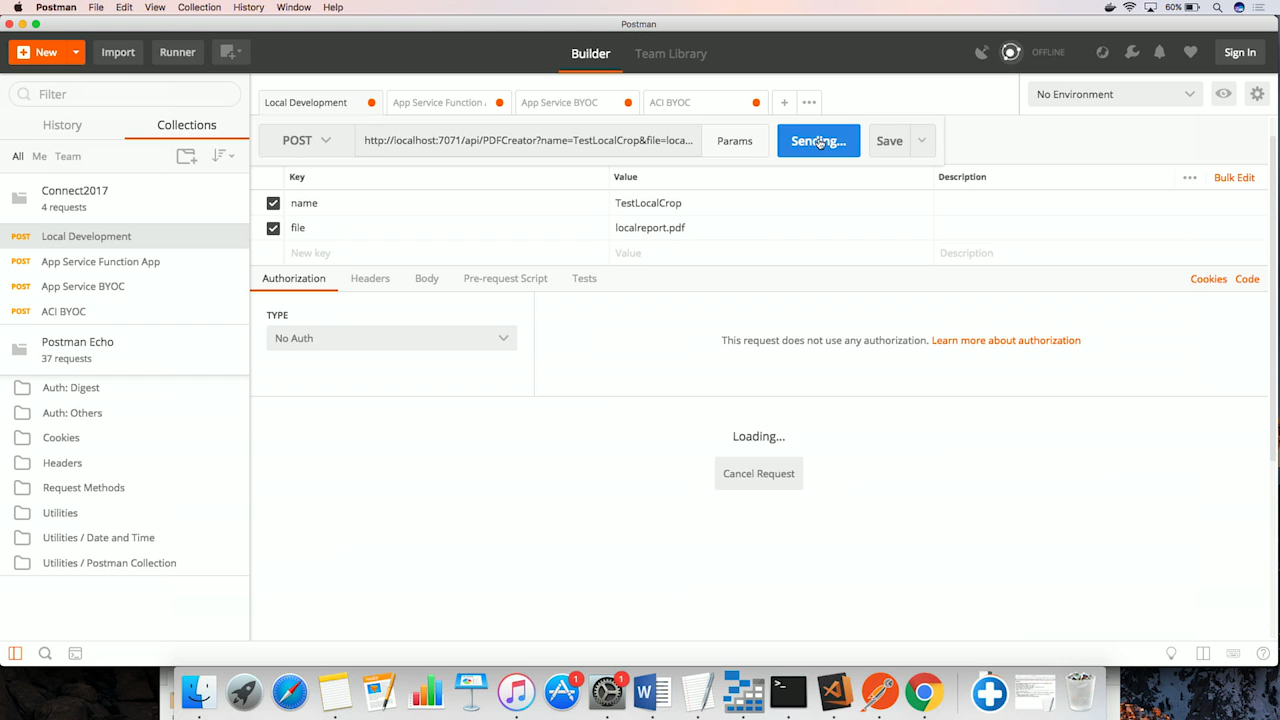 Postman File Edit View Collection History Window Help 60%
Postman
New Import Runner Builder Team Library OFFLINE Sign In
Filter
History Collections
All Me Team
Connect2017
4 requests
POST Local Development
POST App Service Function App
POST App Service BYOC
POST ACI BYOC
Postman Echo
37 requests
Auth: Digest
Auth: Others
Cookies
Headers
Request Methods
Utilities
Utilities / Date and Time
Utilities / Postman Collection
Local Development App Service Function App Service BYOC ACI BYOC + No Environment
POST http://localhost:7071/api/PDFCreator?name=TestLocalCrop&file=loca... Params Sending... Save
Key Value Description Bulk Edit
name TestLocalCrop
file localreport.pdf
New key Value Description
Authorization Headers Body Pre-request Script Tests Cookies Code
TYPE
No Auth
This request does not use any authorization. Learn more about authorization
Loading...
Cancel Request
1 1